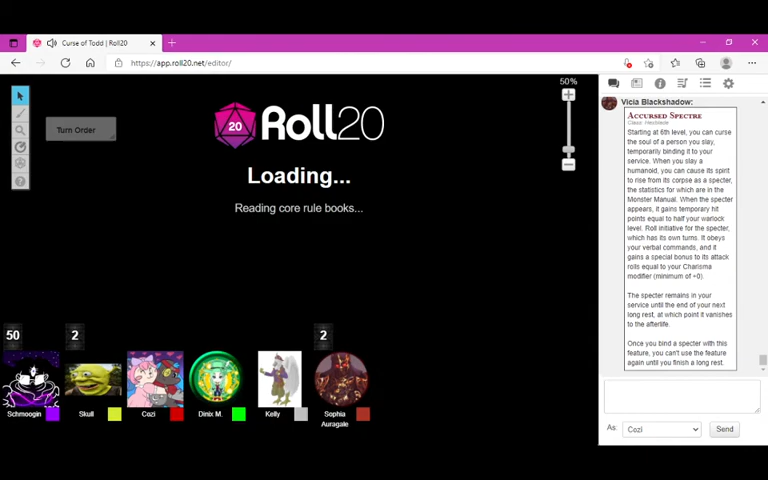 Curse of Todd | Roll20
https://app.roll20.net/editor/
Turn Order
20
Roll20
Loading...
Reading core rule books...
50%
Vicia Blackshadow:
ACCURSED SPECTRE
Class: Hexblade
Starting at 6th level, you can curse
the soul of a person you slay,
temporarily binding it to your
service. When you slay a
humanoid, you can cause its spirit
to rise from its corpse as a specter,
the statistics for which are in the
Monster Manual. When the specter
appears, it gains temporary hit
points equal to half your warlock
level. Roll initiative for the specter,
which has its own turns. It obeys
your verbal commands, and it
gains a special bonus to its attack
rolls equal to your Charisma
modifier (minimum of +0).
The specter remains in your
service until the end of your next
long rest, at which point it vanishes
to the afterlife.
Once you bind a specter with this
feature, you can't use the feature
again until you finish a long rest.
50
2
2
Schmoogin
Skull
Cozi
Dinix M.
Kelly
Sophia
Auragale
As:
Cozi
Send